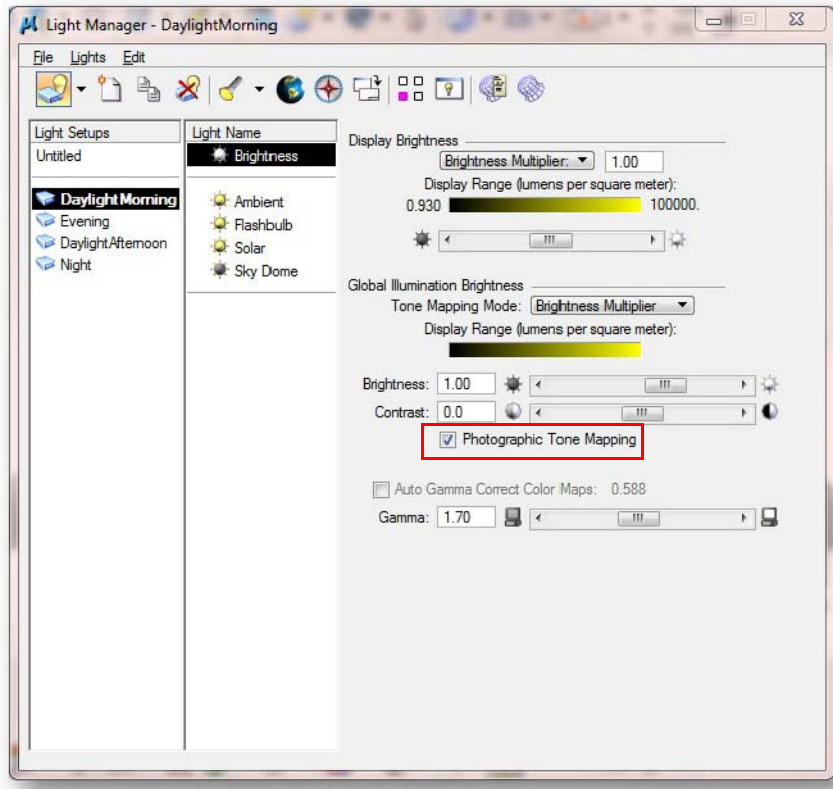 Light Manager - DaylightMorning
File Lights Edit
Light Setups
Untitled
DaylightMorning
Evening
DaylightAfternoon
Night
Light Name
Brightness
Ambient
Flashbulb
Solar
Sky Dome
Display Brightness
Brightness Multiplier: 1.00
Display Range (lumens per square meter):
0.930 100000.
Global Illumination Brightness
Tone Mapping Mode: Brightness Multiplier
Display Range (lumens per square meter):
Brightness: 1.00
Contrast: 0.0
Photographic Tone Mapping
Auto Gamma Correct Color Maps: 0.588
Gamma: 1.70